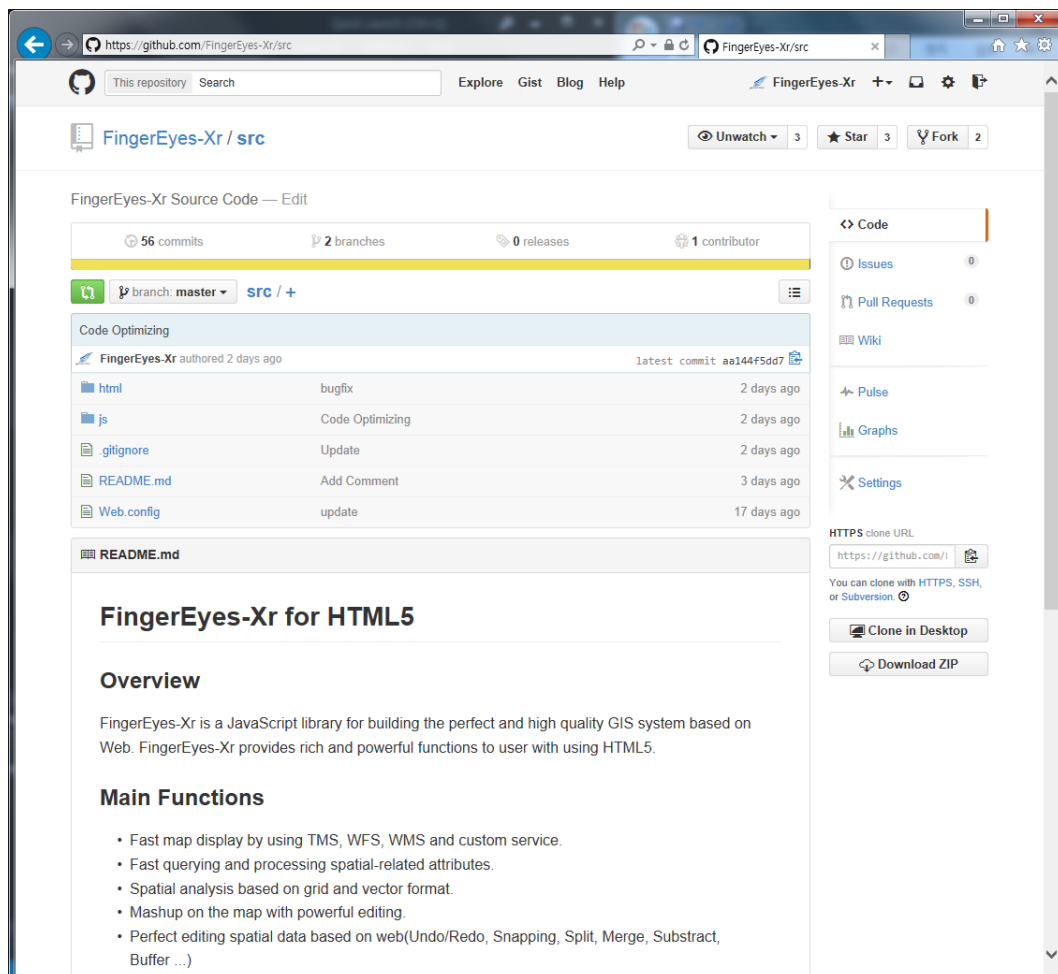 https://github.com/FingerEyes-Xr/src
FingerEyes-Xr/src
This repository Search
Explore Gist Blog Help
FingerEyes-Xr
FingerEyes-Xr / src
Unwatch 3
Star 3
Fork 2
FingerEyes-Xr Source Code — Edit
56 commits
2 branches
0 releases
1 contributor
branch: master
src / +
Code Optimizing
FingerEyes-Xr authored 2 days ago
latest commit aa144f5dd7
html bugfix 2 days ago
js Code Optimizing 2 days ago
.gitignore Update 2 days ago
README.md Add Comment 3 days ago
Web.config update 17 days ago
README.md
FingerEyes-Xr for HTML5
Overview
FingerEyes-Xr is a JavaScript library for building the perfect and high quality GIS system based on
Web. FingerEyes-Xr provides rich and powerful functions to user with using HTML5.
Main Functions
• Fast map display by using TMS, WFS, WMS and custom service.
• Fast querying and processing spatial-related attributes.
• Spatial analysis based on grid and vector format.
• Mashup on the map with powerful editing.
• Perfect editing spatial data based on web(Undo/Redo, Snapping, Split, Merge, Substract,
Buffer ...)
Code
Issues 0
Pull Requests 0
Wiki
Pulse
Graphs
Settings
HTTPS clone URL
https://github.com/
You can clone with HTTPS, SSH,
or Subversion.
Clone in Desktop
Download ZIP